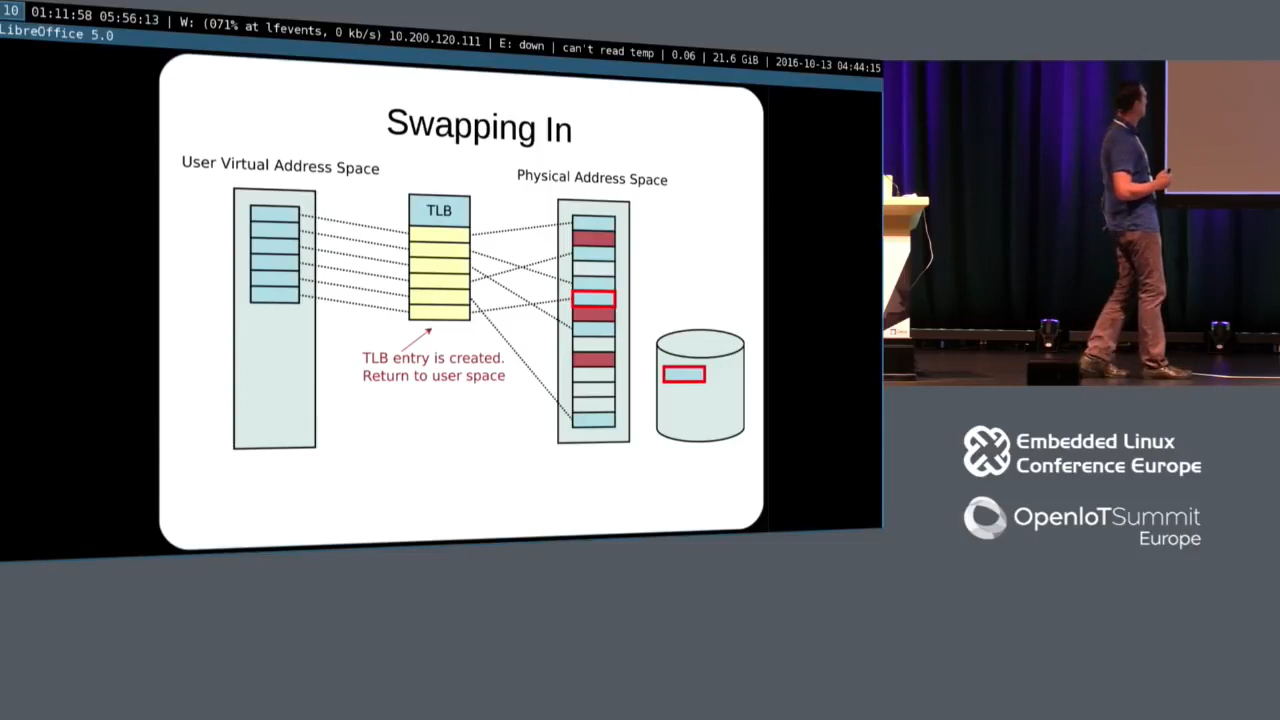 10 01:11:58 05:56:13 | W: (071% at lfevents, 0 kb/s) 10.200.120.111 | E: down | can't read temp | 0.06 | 21.6 GiB | 2016-10-13 04:44:15
LibreOffice 5.0
Swapping In
User Virtual Address Space
Physical Address Space
TLB
TLB entry is created.
Return to user space
Embedded Linux
Conference Europe
OpenIoTSummit
Europe